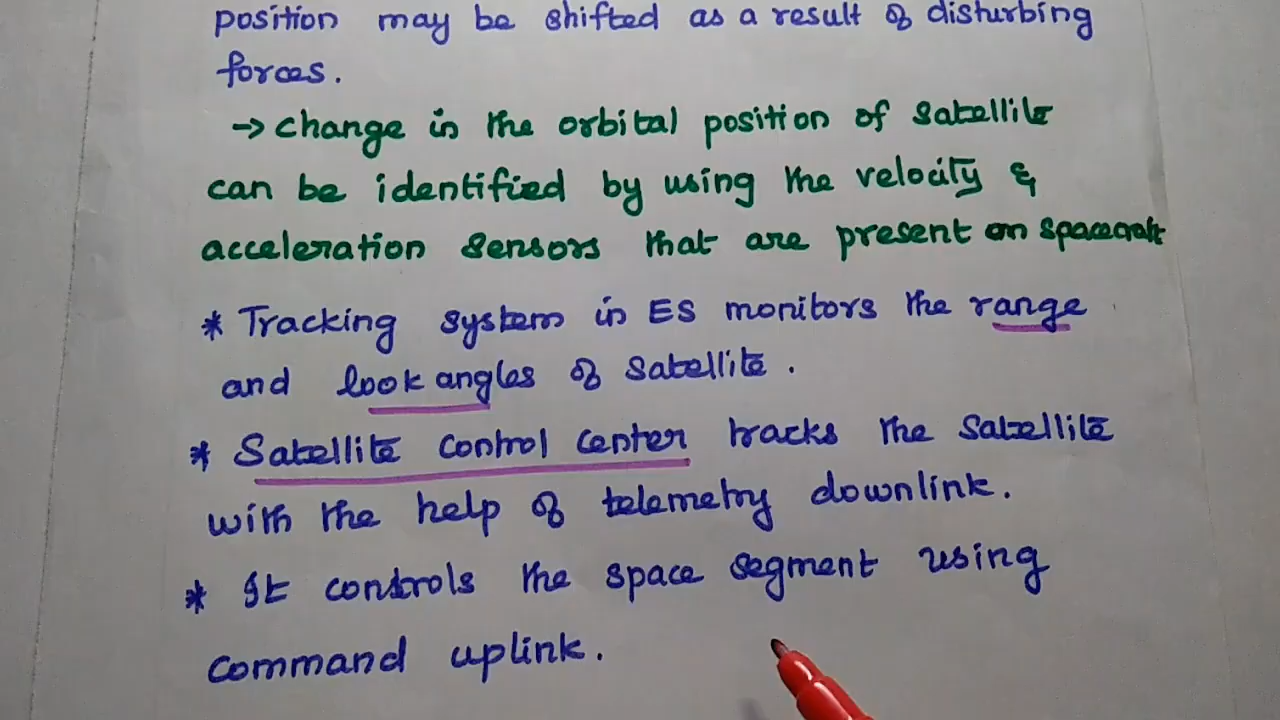 position may be shifted as a result of disturbing
forces.
→ change in the orbital position of satellite
can be identified by using the velocity &
acceleration sensors that are present on spacecraft
* Tracking system in ES monitors the range
and look angles of satellite.
* Satellite control center tracks the satellite
with the help of telemetry downlink.
* It controls the space segment using
command uplink.